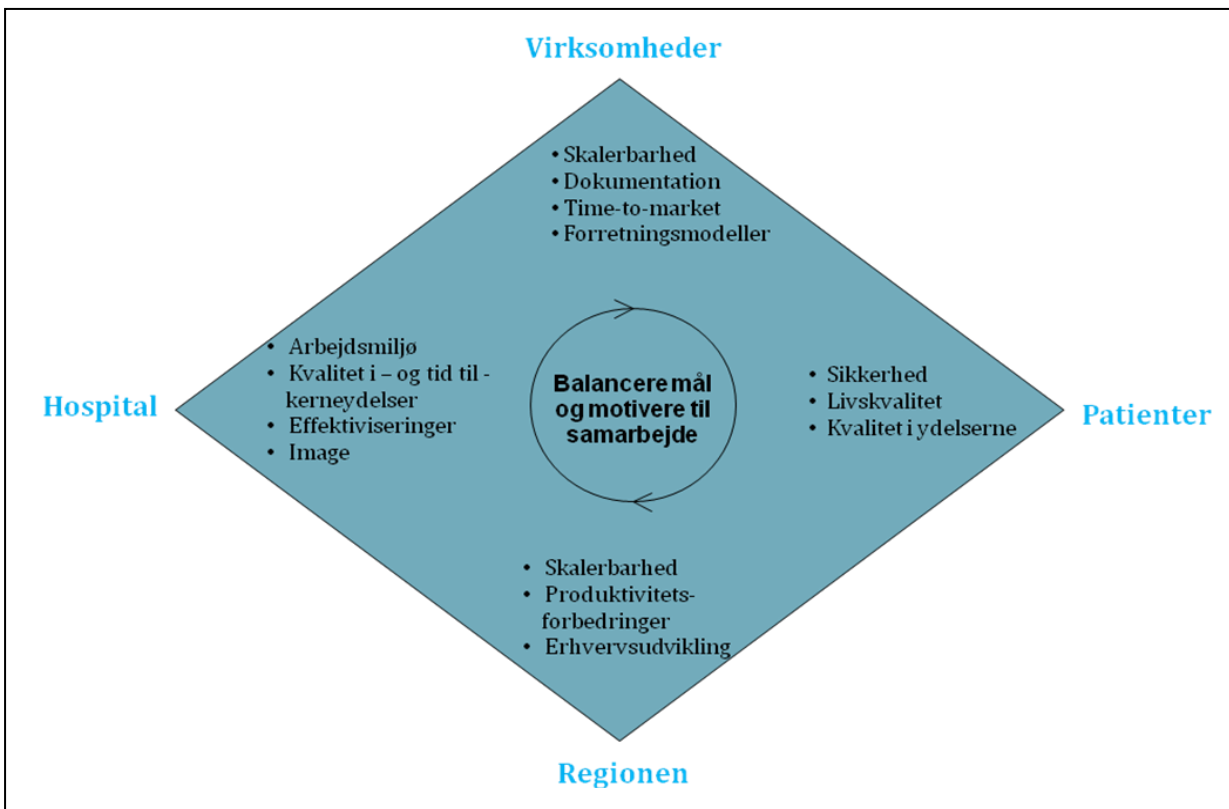 Virksomheder
• Skalerbarhed
• Dokumentation
• Time-to-market
• Forretningsmodeller
Hospital
• Arbejdsmiljø
• Kvalitet i – og tid til -
kerneydelser
• Effektiviseringer
• Image
Balancere mål
og motivere til
samarbejde
• Sikkerhed
• Livskvalitet
• Kvalitet i ydelserne
Patienter
• Skalerbarhed
• Produktivitets-
forbedringer
• Erhvervsudvikling
Regionen